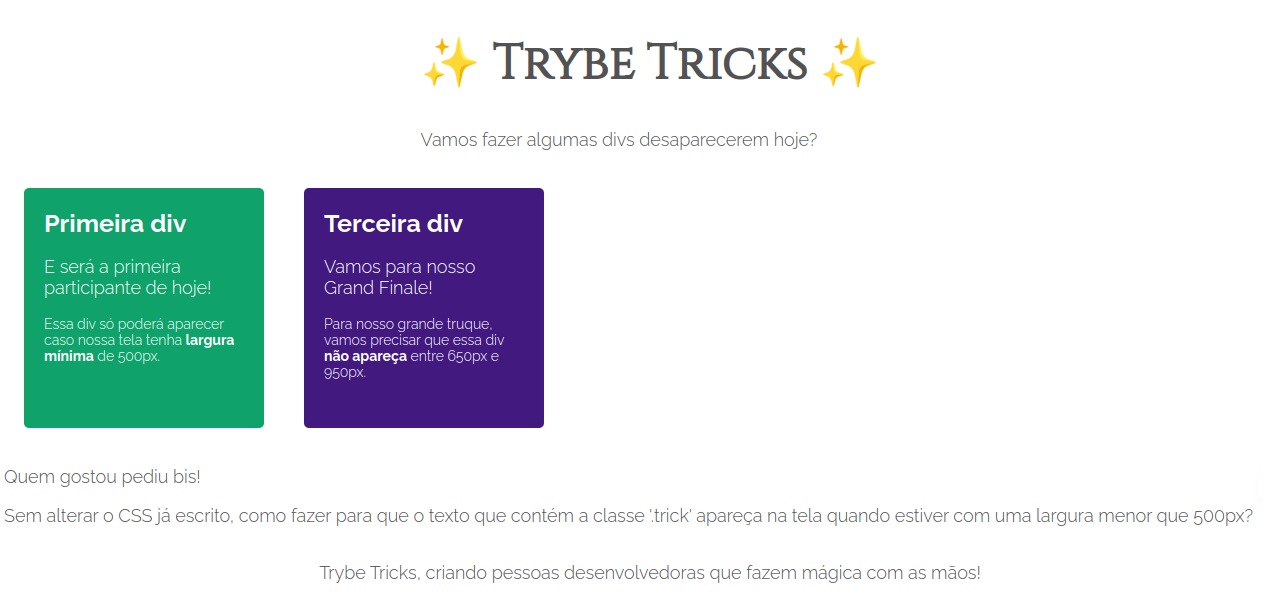 ✨ Trybe Tricks ✨
Vamos fazer algumas divs desaparecerem hoje?
Primeira div
E será a primeira
participante de hoje!
Essa div só poderá aparecer
caso nossa tela tenha largura
mínima de 500px.
Terceira div
Vamos para nosso
Grand Finale!
Para nosso grande truque,
vamos precisar que essa div
não apareça entre 650px e
950px.
Quem gostou pediu bis!
Sem alterar o CSS já escrito, como fazer para que o texto que contém a classe '.trick' apareça na tela quando estiver com uma largura menor que 500px?
Trybe Tricks, criando pessoas desenvolvedoras que fazem mágica com as mãos!